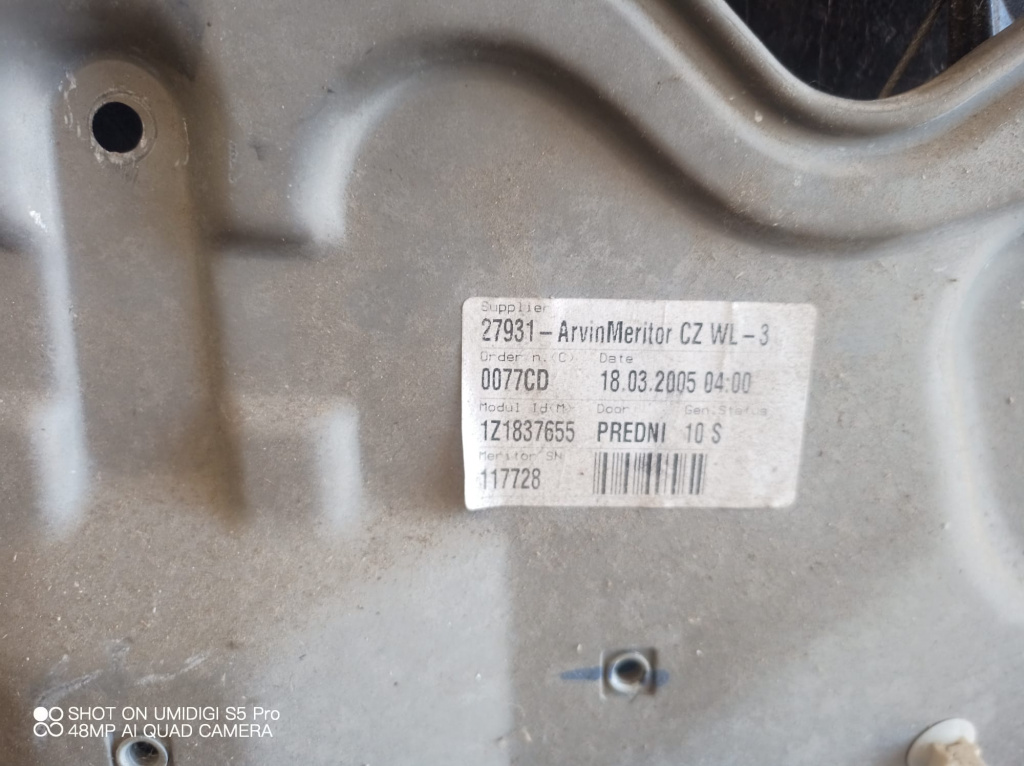 Supplier
27931 - ArvinMeritor CZ WL - 3
Order n.(C) Date
0077CD 18.03.2005 04:00
Modul Id(M) Door Gen.Status
1Z1837655 PREDNI 10 S
Meritor SN
117728
SHOT ON UMIDIGI S5 Pro
48MP AI QUAD CAMERA